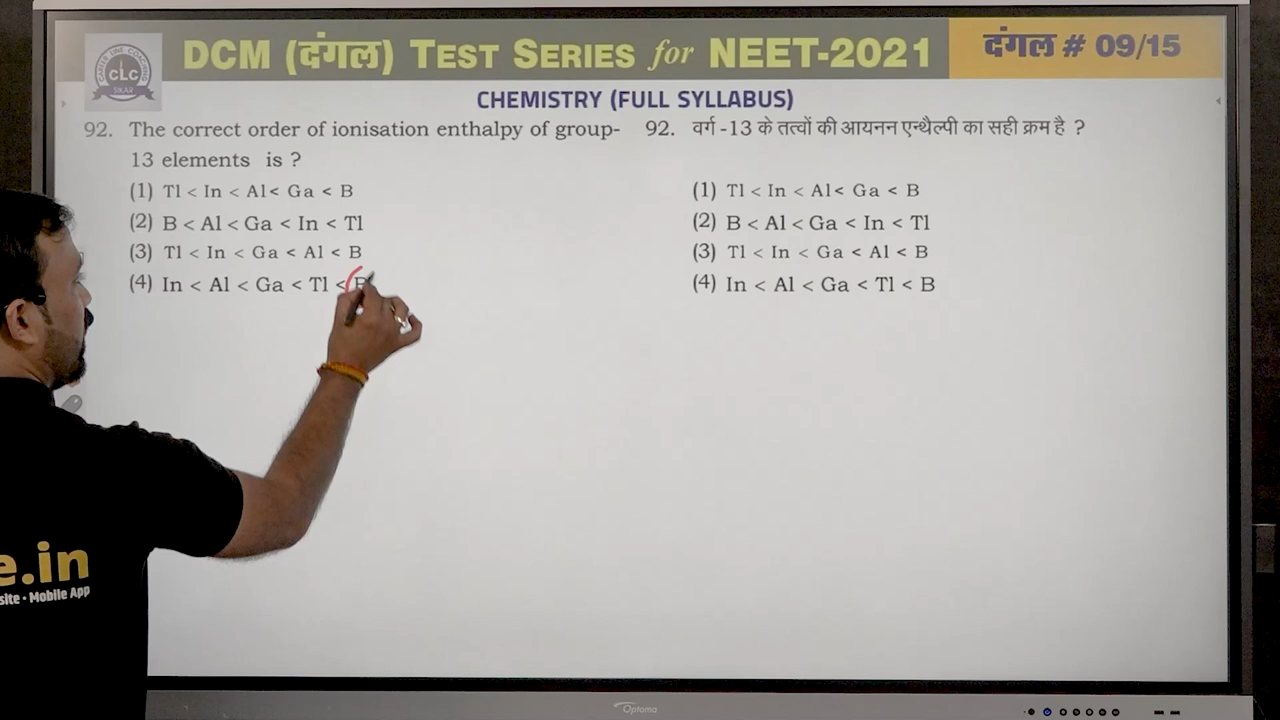 DCM (दंगल) TEST SERIES for NEET-2021
दंगल # 09/15
CLC
SIKAR
CHEMISTRY (FULL SYLLABUS)
92. The correct order of ionisation enthalpy of group-
13 elements is ?
(1) Tl < In < Al< Ga < B
(2) B < Al < Ga < In < Tl
(3) Tl < In < Ga < Al < B
(4) In < Al < Ga < Tl < B
92. वर्ग -13 के तत्वों की आयनन एन्थैल्पी का सही क्रम है ?
(1) Tl < In < Al< Ga < B
(2) B < Al < Ga < In < Tl
(3) Tl < In < Ga < Al < B
(4) In < Al < Ga < Tl < B
e.in
site · Mobile App
Optoma